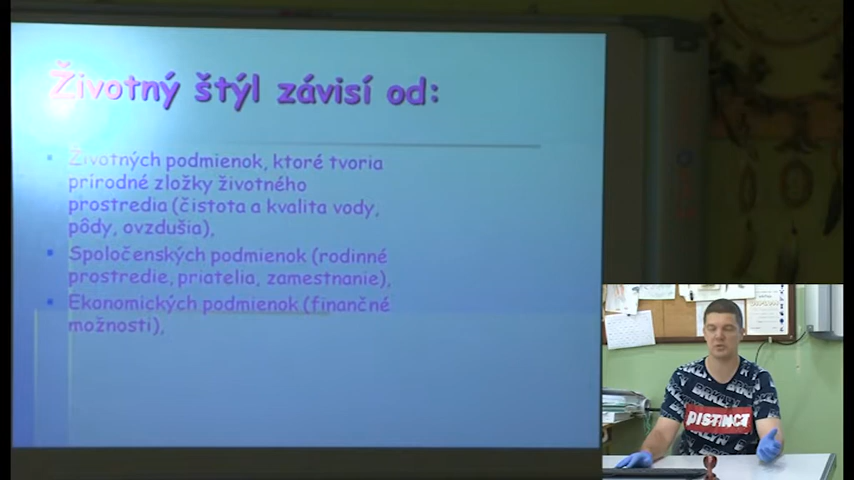 Životný štýl závisí od:
Životných podmienok, ktoré tvoria
prírodné zložky životného
prostredia (čistota a kvalita vody,
pôdy, ovzdušia),
Spoločenských podmienok (rodinné
prostredie, priatelia, zamestnanie),
Ekonomických podmienok (finančné
možnosti),
DISTINCT